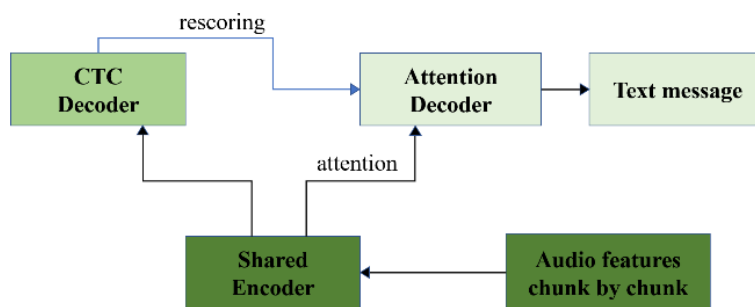 rescoring
CTC
Decoder
Attention
Decoder
Text message
attention
Shared
Encoder
Audio features
chunk by chunk